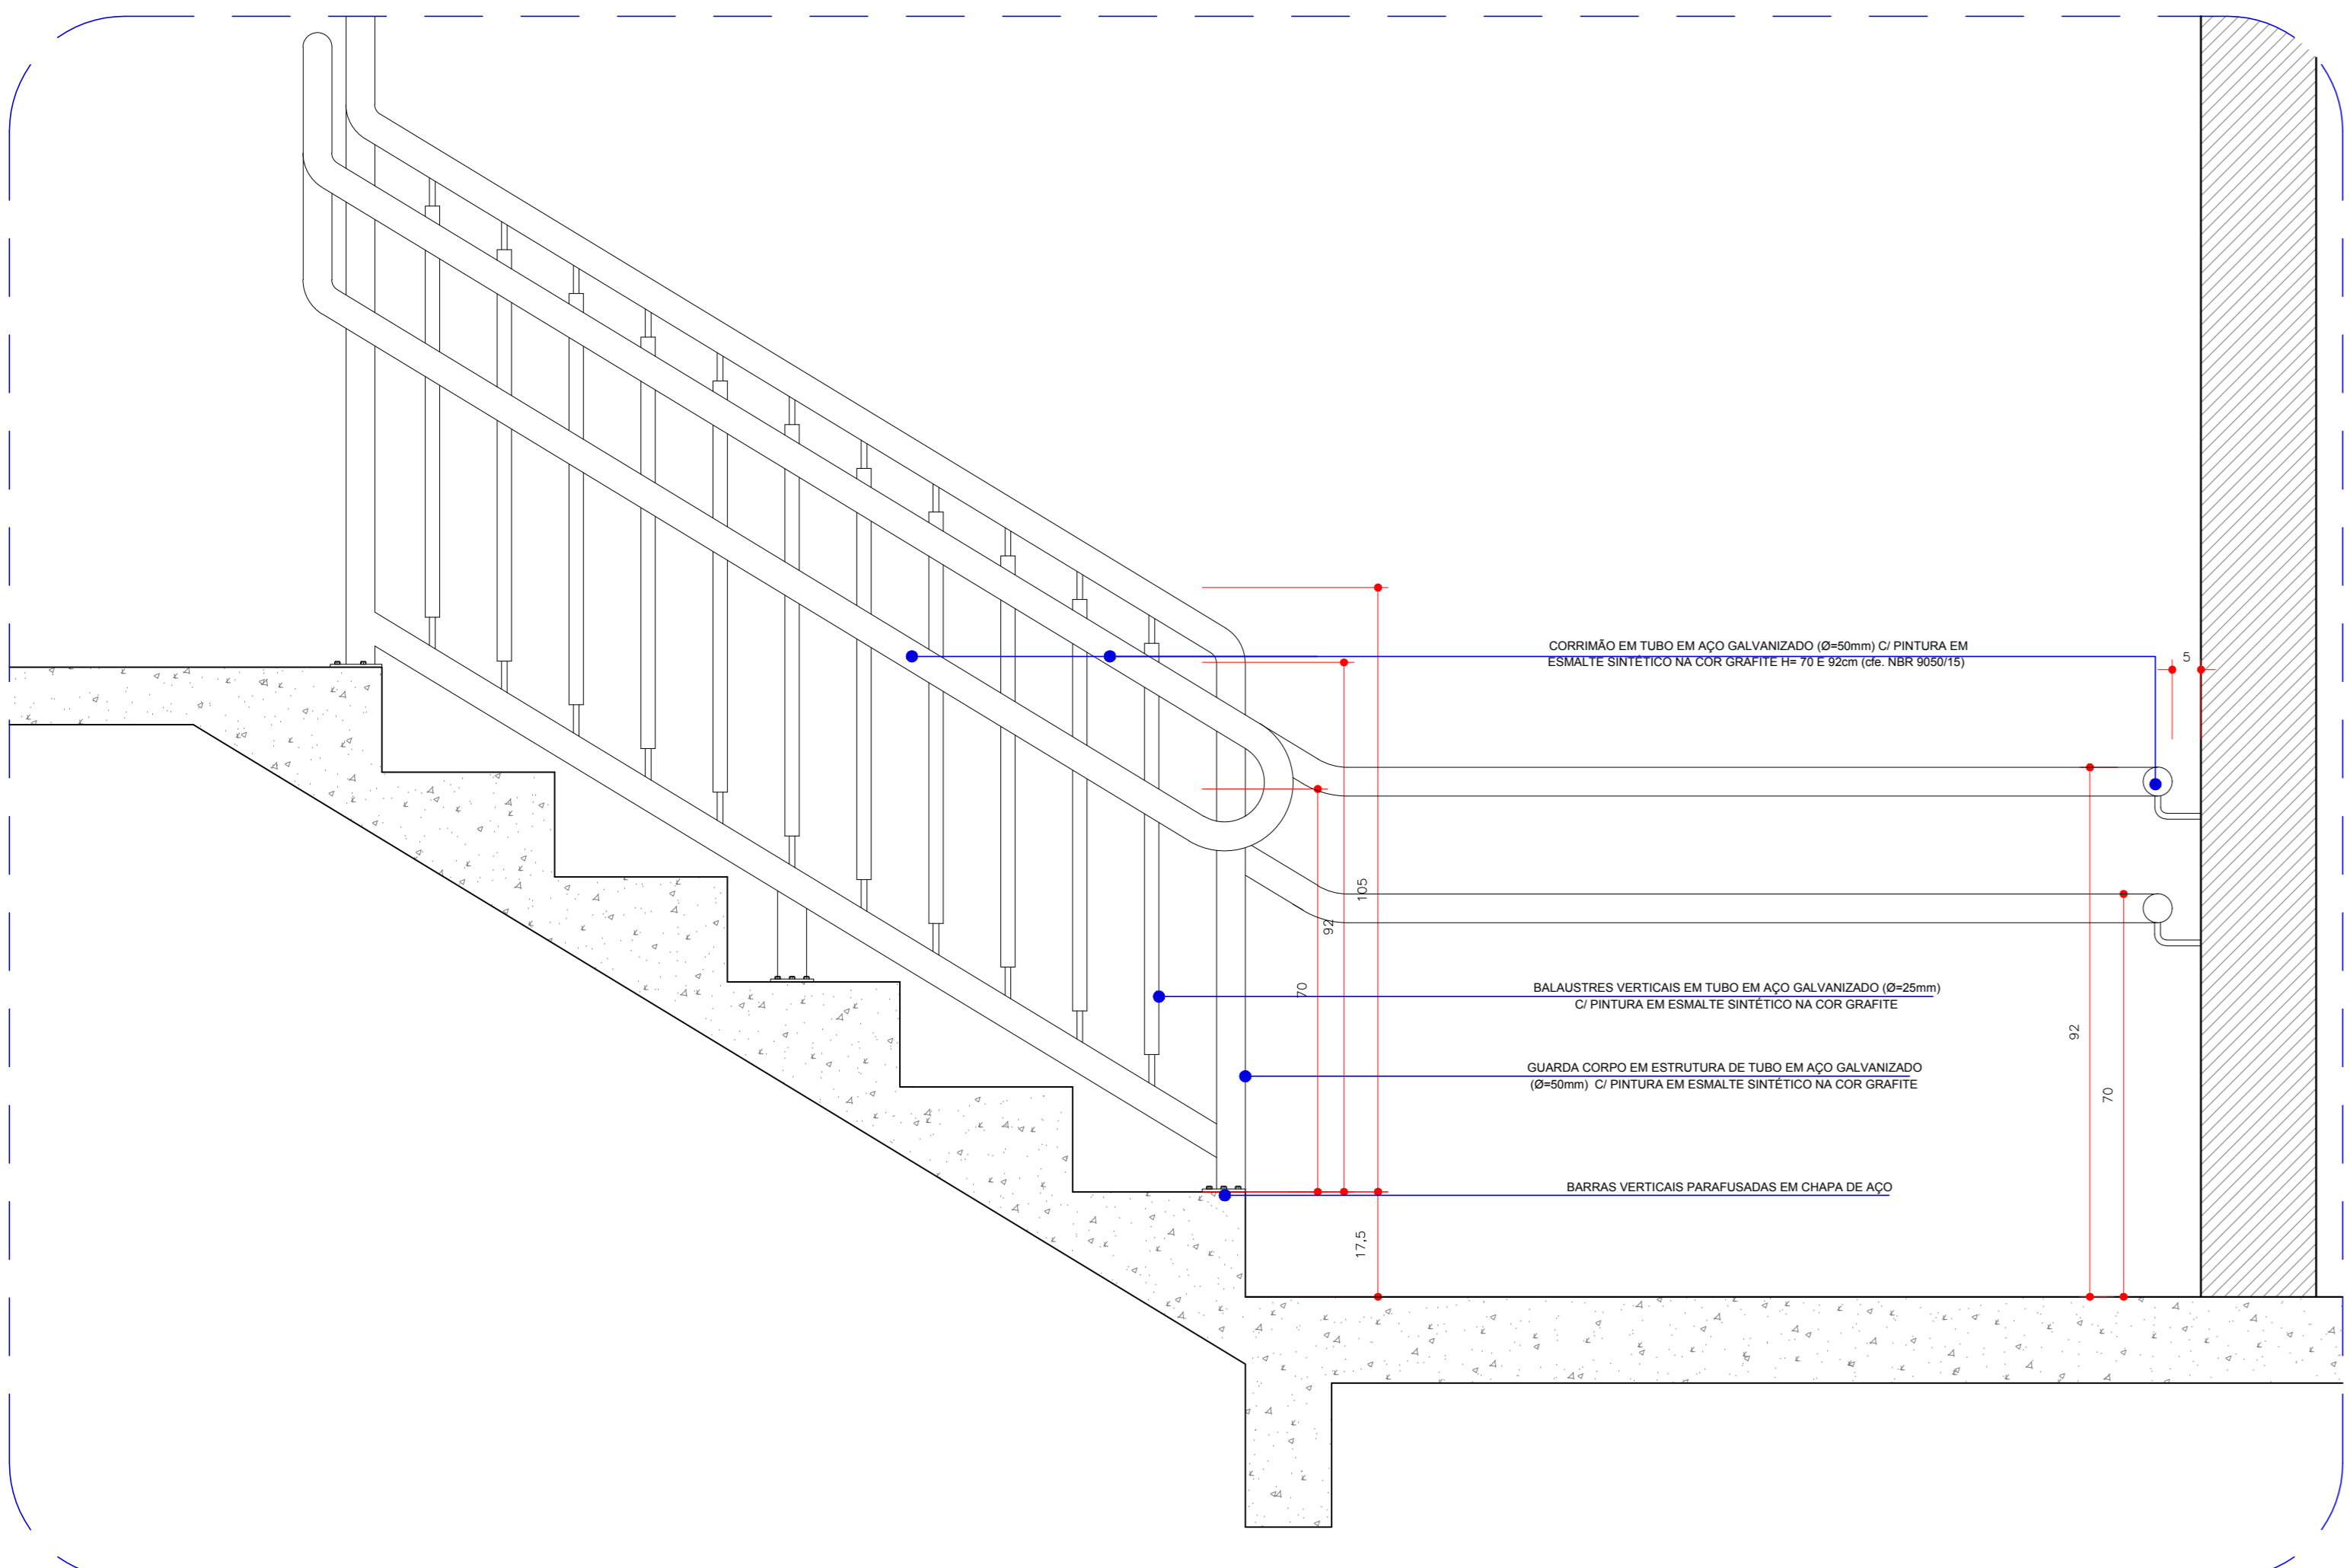 CORRIMÃO EM TUBO EM AÇO GALVANIZADO (Ø=50mm) C/ PINTURA EM
ESMALTE SINTÉTICO NA COR GRAFITE H= 70 E 92cm (cfe. NBR 9050/15)
5
105
92
70
BALAUSTRES VERTICAIS EM TUBO EM AÇO GALVANIZADO (Ø=25mm)
C/ PINTURA EM ESMALTE SINTÉTICO NA COR GRAFITE
92
GUARDA CORPO EM ESTRUTURA DE TUBO EM AÇO GALVANIZADO
(Ø=50mm) C/ PINTURA EM ESMALTE SINTÉTICO NA COR GRAFITE
70
BARRAS VERTICAIS PARAFUSADAS EM CHAPA DE AÇO
17,5